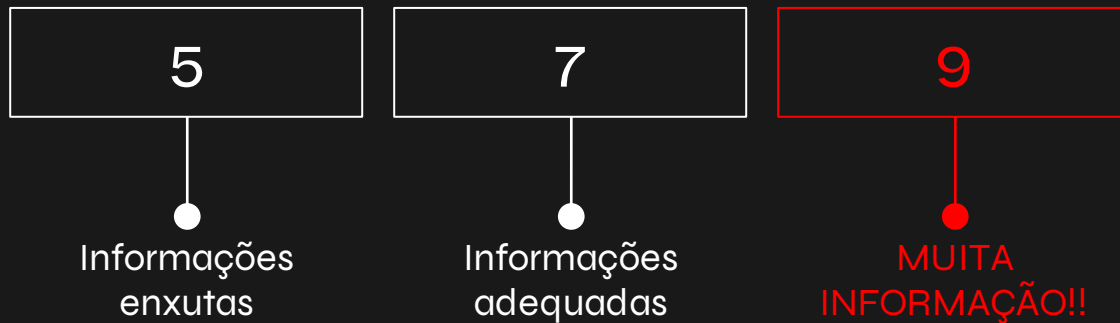 5
7
9
Informações
enxutas
Informações
adequadas
MUITA
INFORMAÇÃO!!